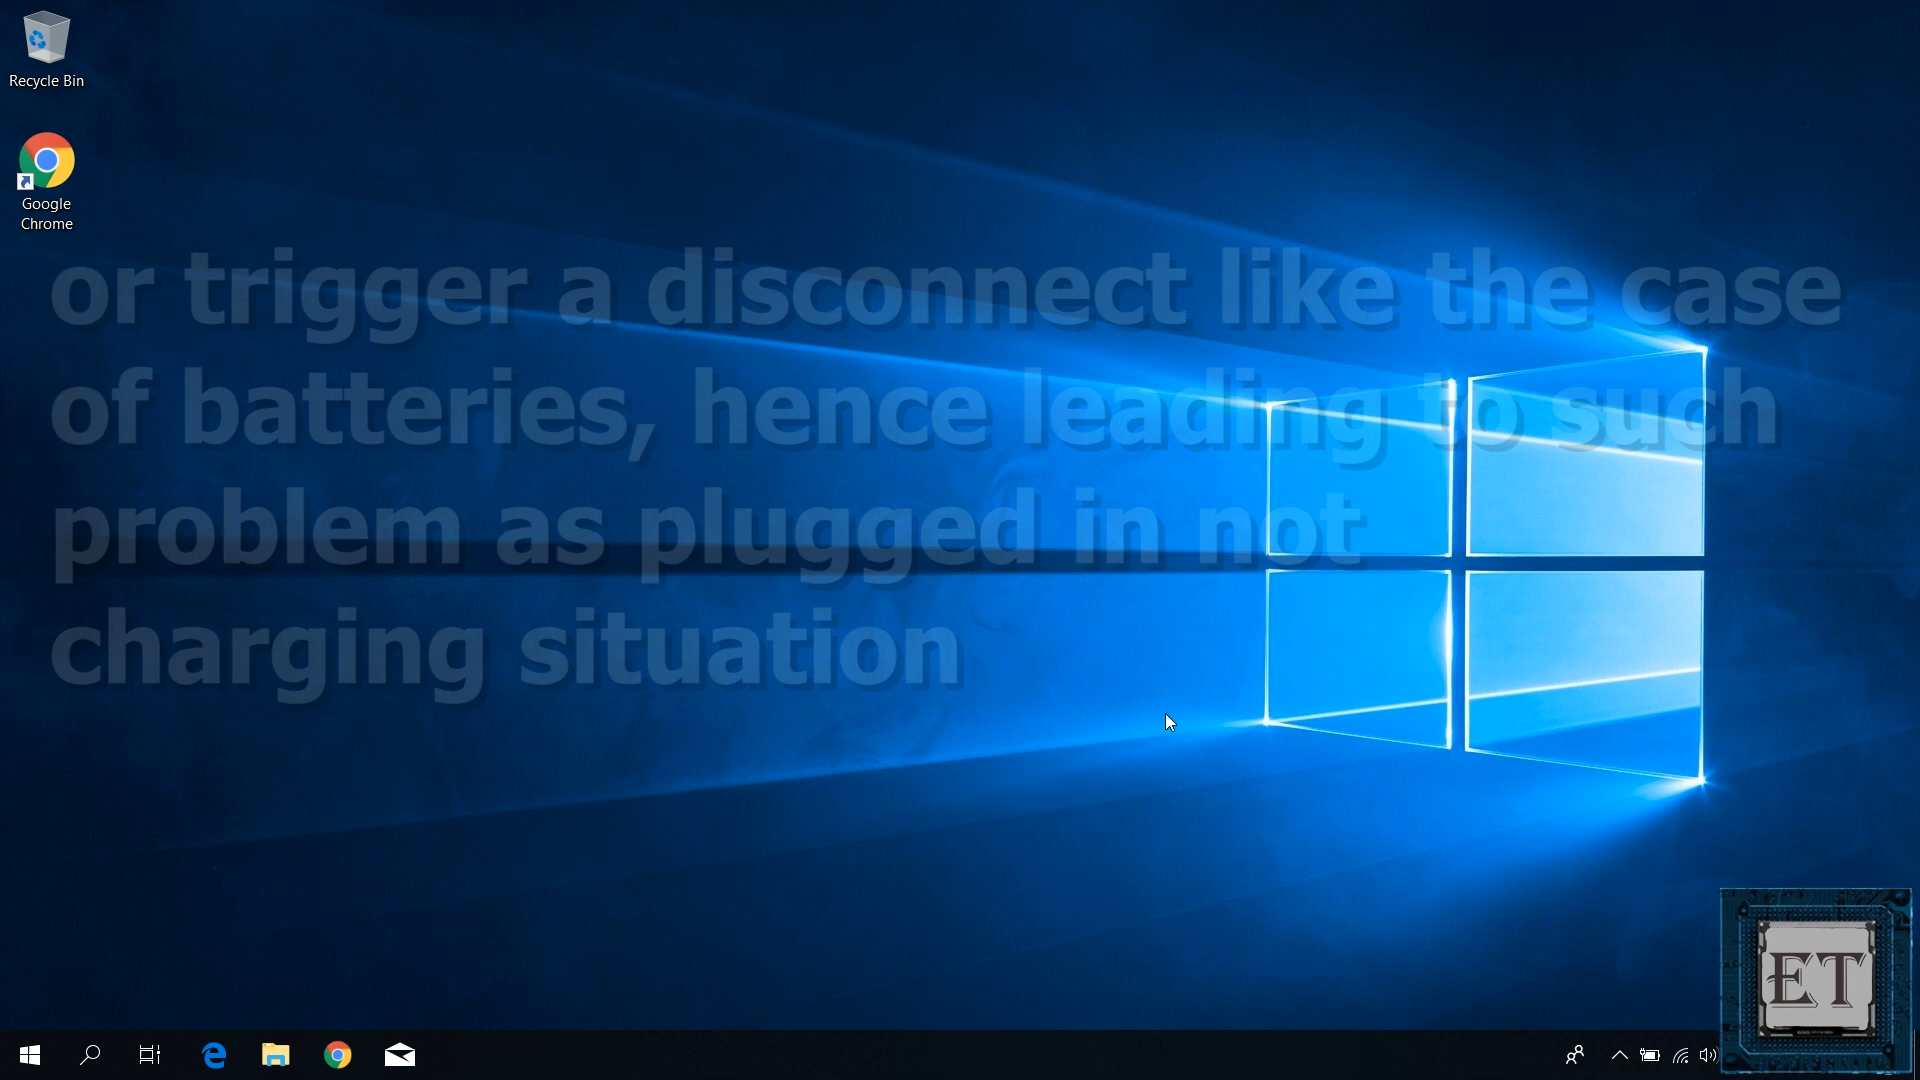 Recycle Bin
Google
Chrome
or trigger a disconnect like the case
of batteries, hence leading to such
problem as plugged in not
charging situation
ET